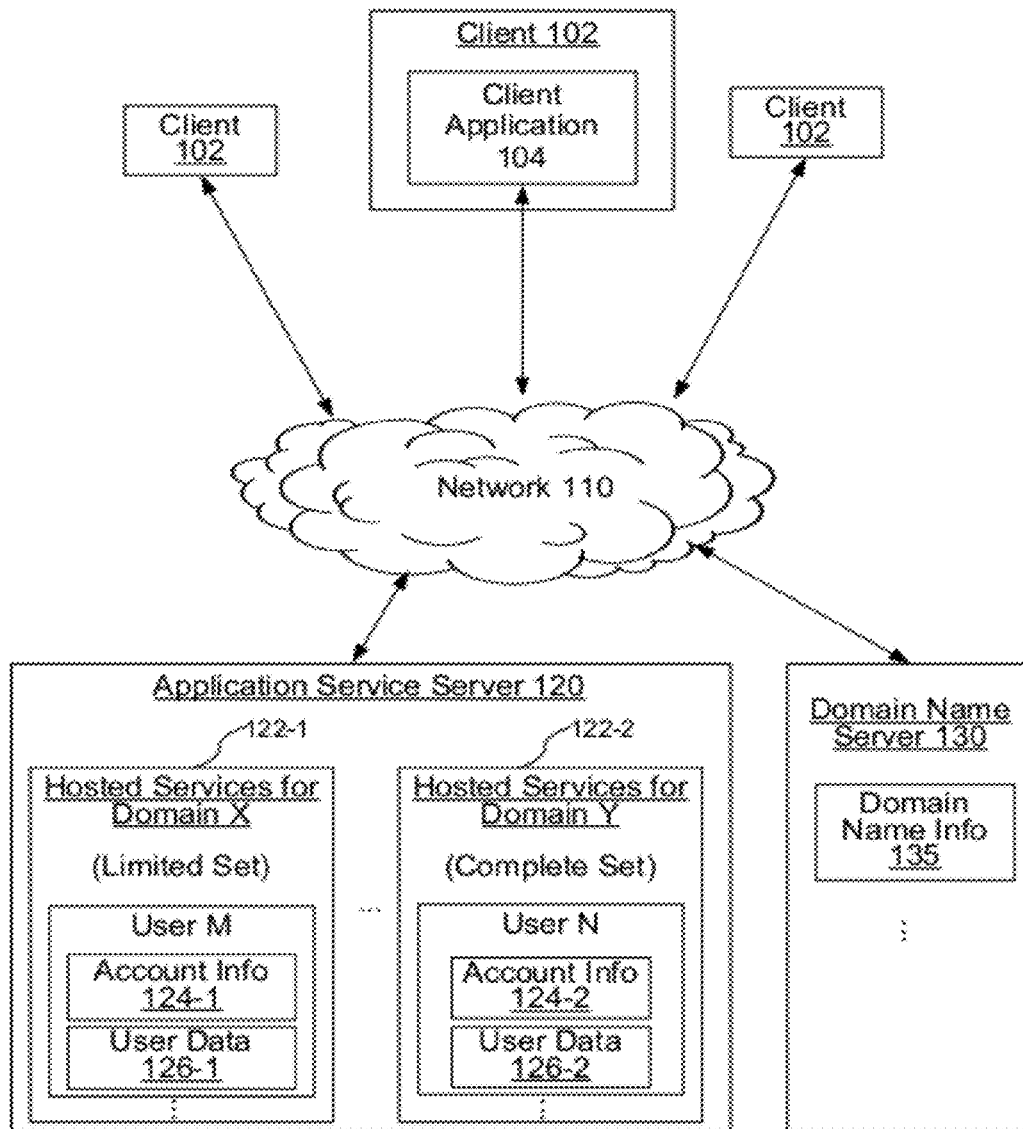 Client 102
Client
Application
104
Client
102
Client
102
Network 110
Application Service Server 120
122-1
122-2
Hosted Services for
Domain X
(Limited Set)
User M
Account Info
124-1
User Data
126-1
...
Hosted Services for
Domain Y
(Complete Set)
User N
Account Info
124-2
User Data
126-2
Domain Name
Server 130
Domain
Name Info
135